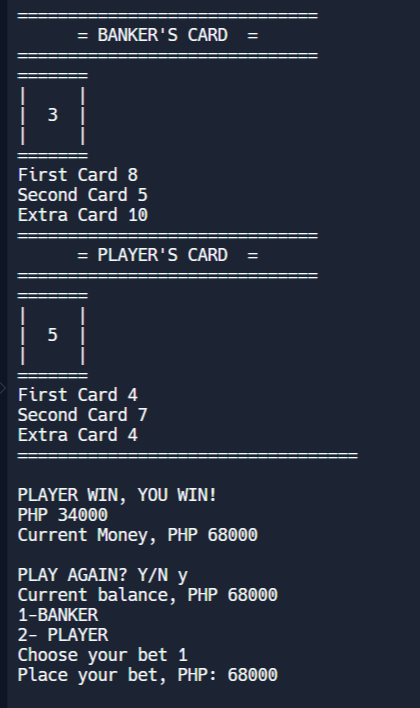 ==============================
      = BANKER'S CARD  =
==============================
=======
|     |
|  3  |
|     |
=======
First Card 8
Second Card 5
Extra Card 10
==============================
      = PLAYER'S CARD  =
==============================
=======
|     |
|  5  |
|     |
=======
First Card 4
Second Card 7
Extra Card 4
==================================

PLAYER WIN, YOU WIN!
PHP 34000
Current Money, PHP 68000

PLAY AGAIN? Y/N y
Current balance, PHP 68000
1-BANKER
2- PLAYER
Choose your bet 1
Place your bet, PHP: 68000